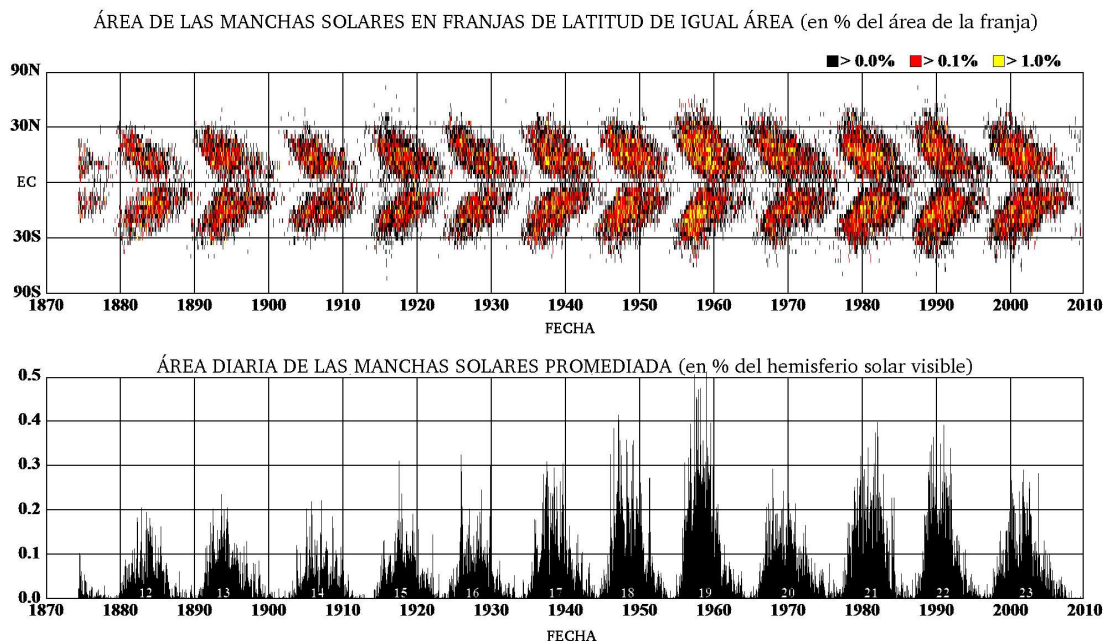 ÁREA DE LAS MANCHAS SOLARES EN FRANJAS DE LATITUD DE IGUAL ÁREA (en % del área de la franja)
> 0.0% > 0.1% > 1.0%
90N
30N
EC
30S
90S
1870 1880 1890 1900 1910 1920 1930 1940 1950 1960 1970 1980 1990 2000 2010
FECHA
ÁREA DIARIA DE LAS MANCHAS SOLARES PROMEDIADA (en % del hemisferio solar visible)
0.5
0.4
0.3
0.2
0.1
0.0
12 13 14 15 16 17 18 19 20 21 22 23
1870 1880 1890 1900 1910 1920 1930 1940 1950 1960 1970 1980 1990 2000 2010
FECHA